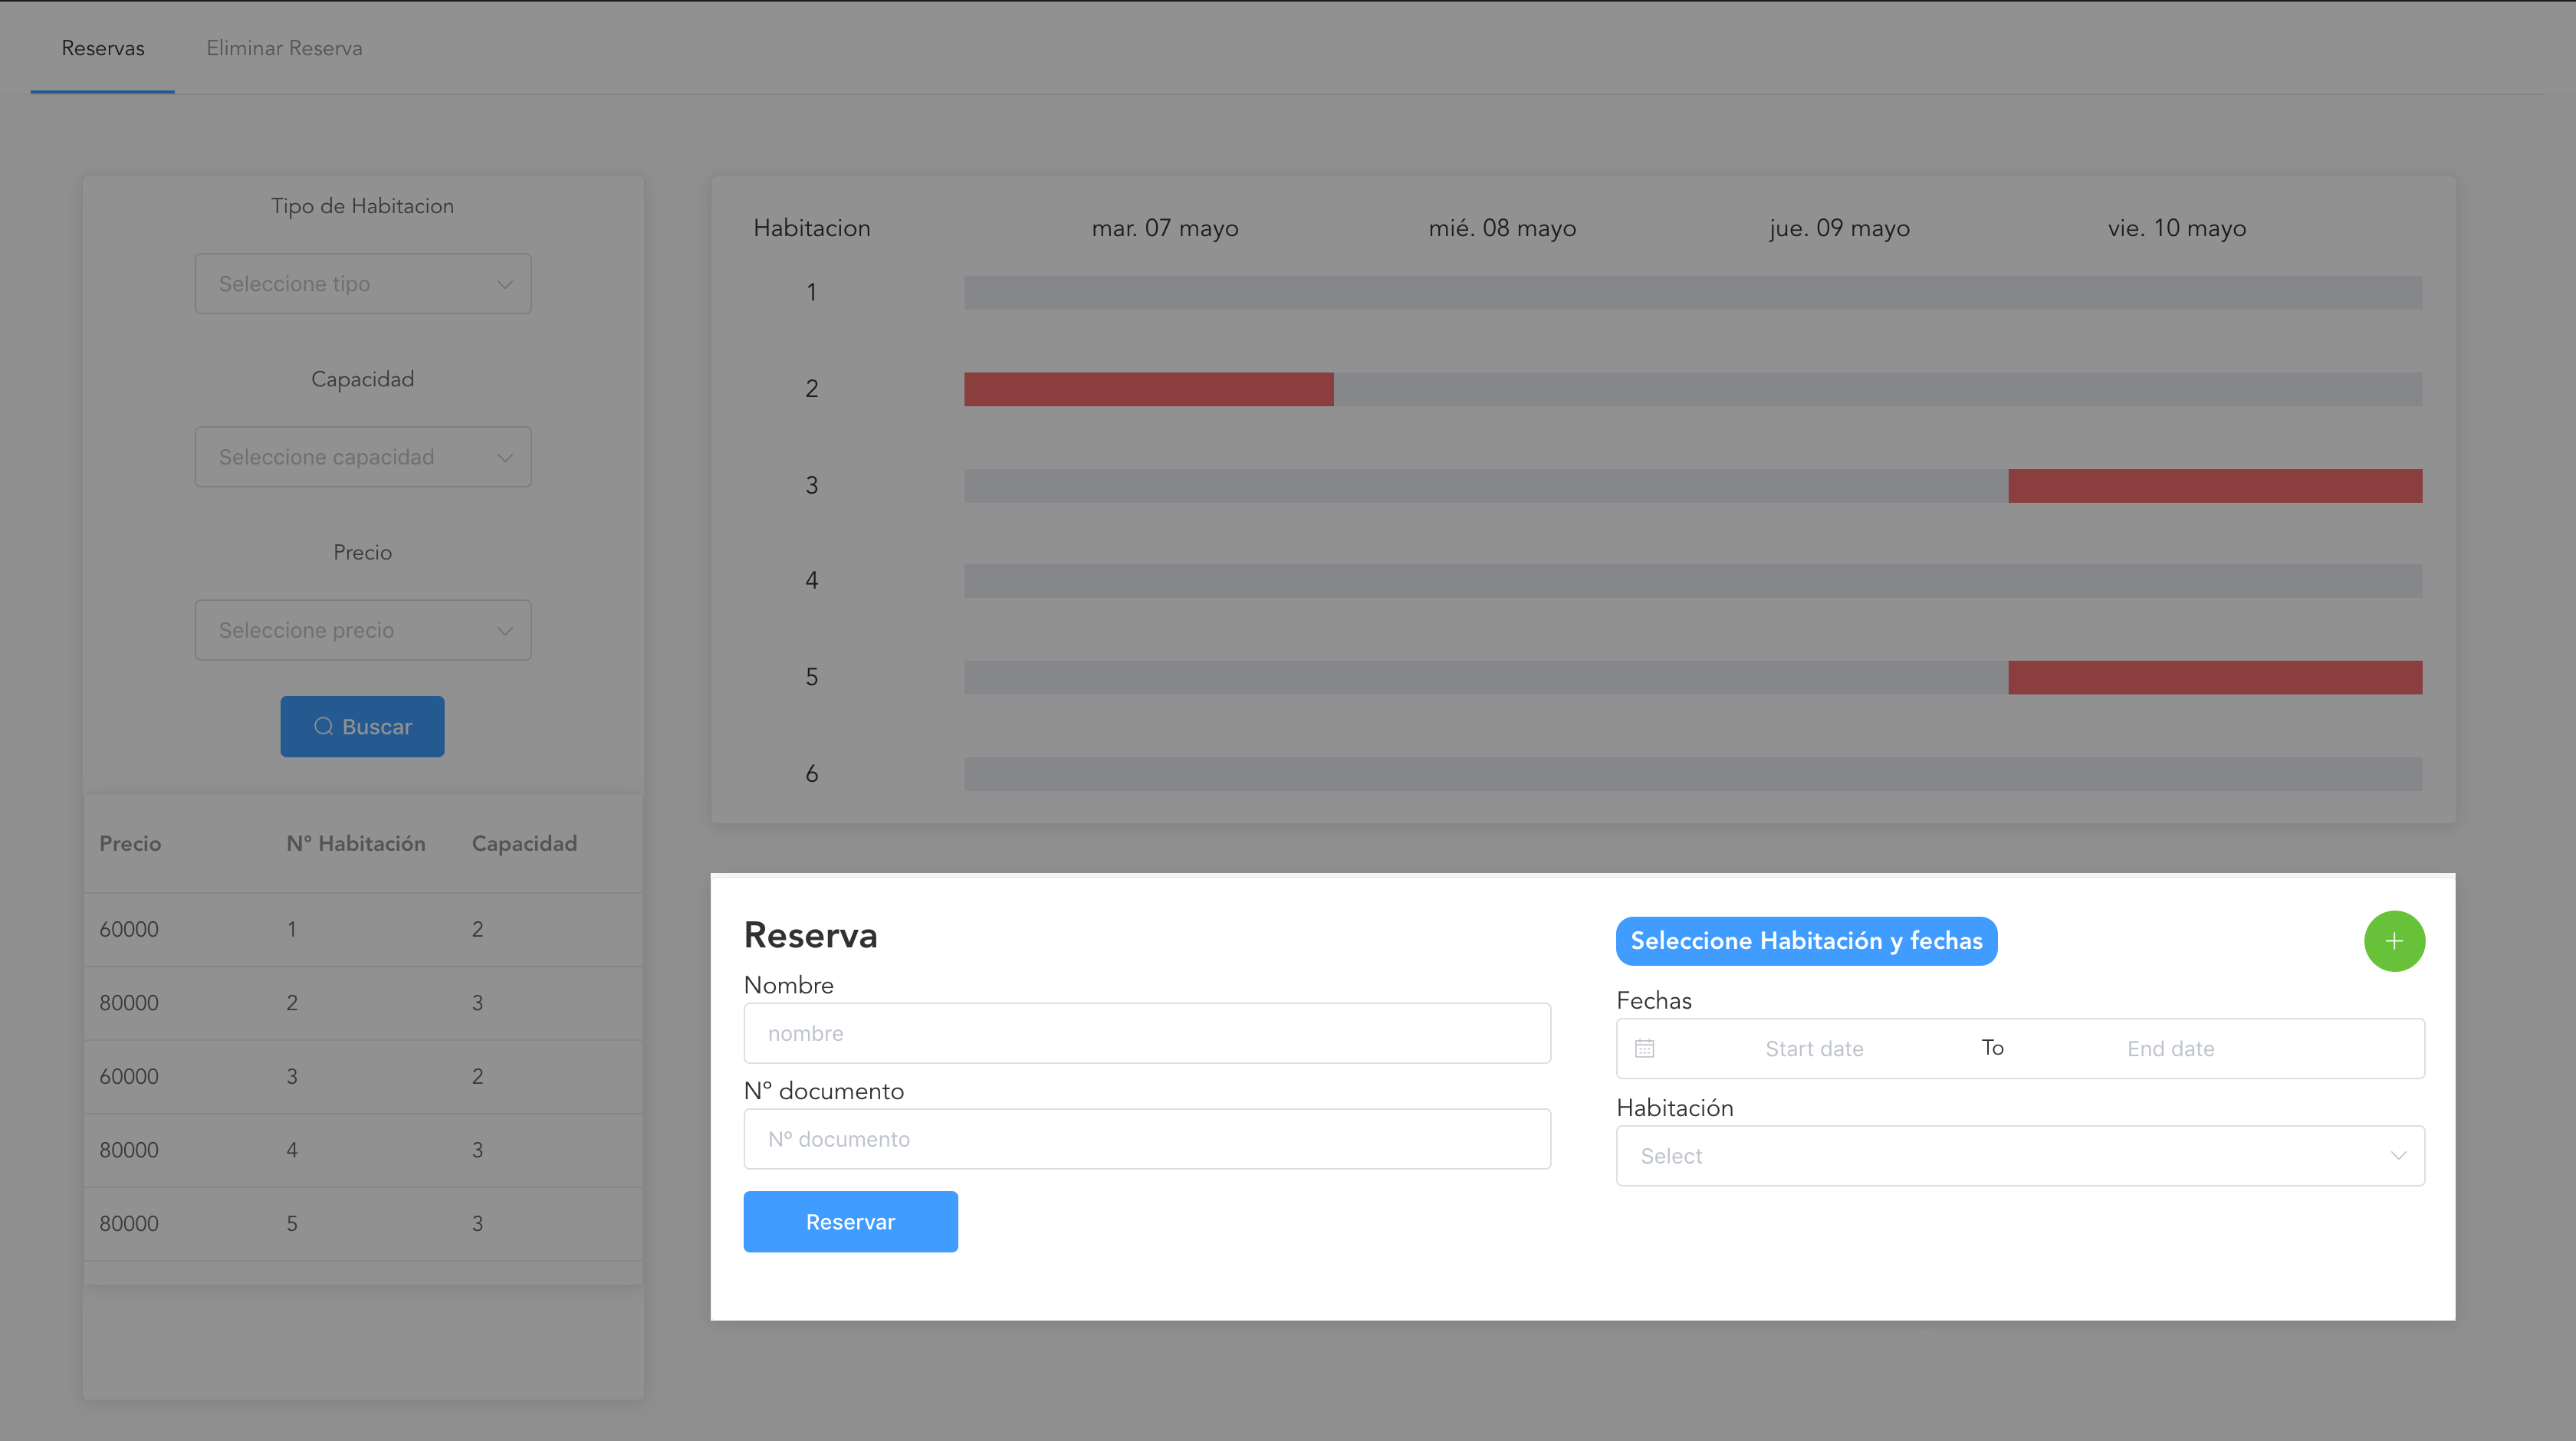 Reservas Eliminar Reserva
Tipo de Habitacion
Seleccione tipo
Capacidad
Seleccione capacidad
Precio
Seleccione precio
Buscar
Precio Nº Habitación Capacidad
60000 1 2
80000 2 3
60000 3 2
80000 4 3
80000 5 3
Habitacion mar. 07 mayo mié. 08 mayo jue. 09 mayo vie. 10 mayo
1
2
3
4
5
6
Reserva
Nombre
nombre
Nº documento
Nº documento
Reservar
Seleccione Habitación y fechas
Fechas
Start date To End date
Habitación
Select